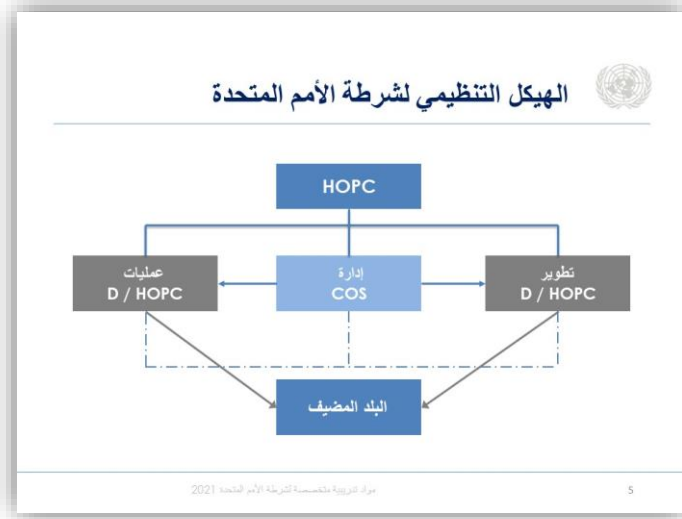 الهيكل التنظيمي لشرطة الأمم المتحدة
HOPC
تطوير
D / HOPC
إدارة
COS
عمليات
D / HOPC
البلد المضيف
مواد تدريبية متخصصة لشرطة الأمم المتحدة 2021
5